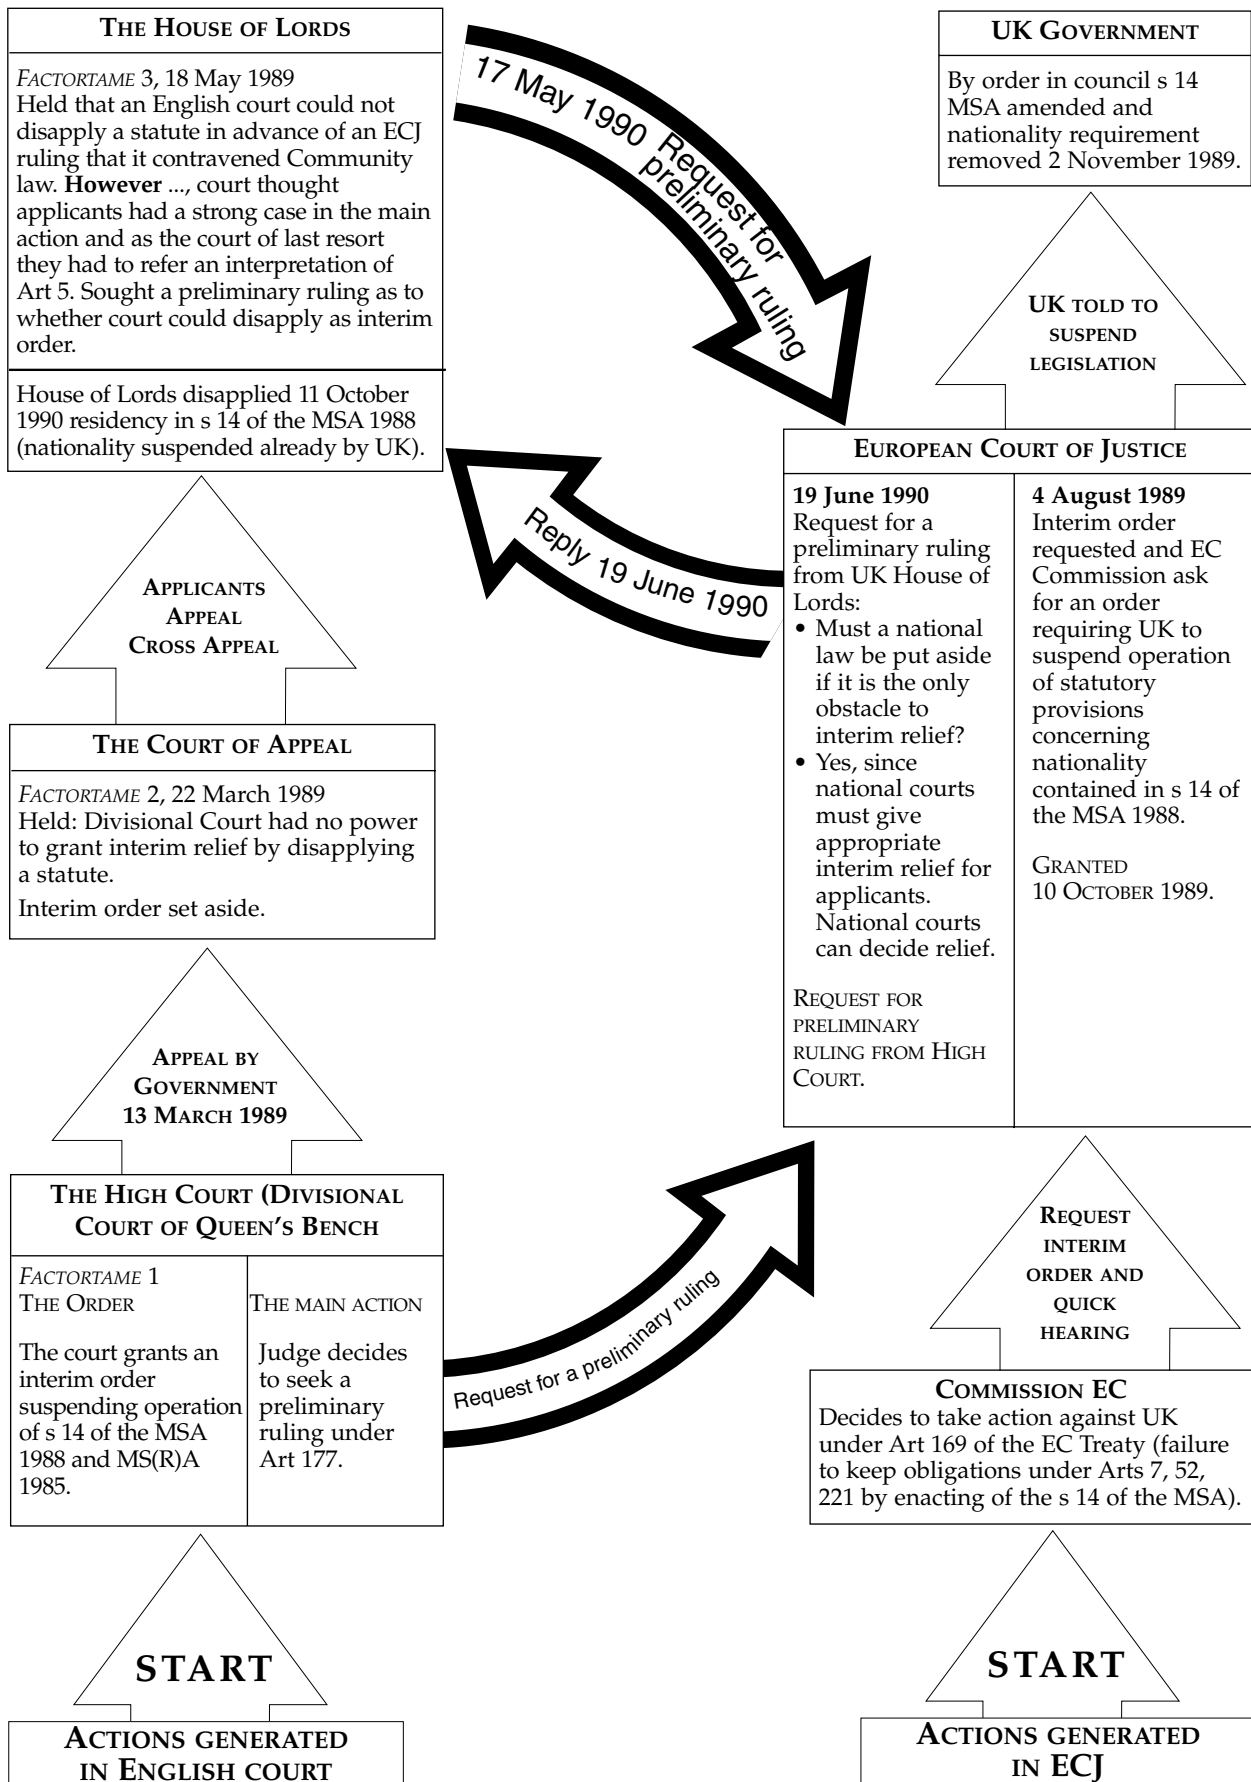 THE HOUSE OF LORDS
FACTORTAME 3, 18 May 1989
Held that an English court could not
disapply a statute in advance of an ECJ
ruling that it contravened Community
law. However ..., court thought
applicants had a strong case in the main
action and as the court of last resort
they had to refer an interpretation of
Art 5. Sought a preliminary ruling as to
whether court could disapply as interim
order.
House of Lords disapplied 11 October
1990 residency in s 14 of the MSA 1988
(nationality suspended already by UK).
17 May 1990 Request for
preliminary ruling
UK GOVERNMENT
By order in council s 14
MSA amended and
nationality requirement
removed 2 November 1989.
UK TOLD TO
SUSPEND
LEGISLATION
EUROPEAN COURT OF JUSTICE
19 June 1990
Request for a
preliminary ruling
from UK House of
Lords:
• Must a national
law be put aside
if it is the only
obstacle to
interim relief?
• Yes, since
national courts
must give
appropriate
interim relief for
applicants.
National courts
can decide relief.
REQUEST FOR
PRELIMINARY
RULING FROM HIGH
COURT.
4 August 1989
Interim order
requested and EC
Commission ask
for an order
requiring UK to
suspend operation
of statutory
provisions
concerning
nationality
contained in s 14 of
the MSA 1988.
GRANTED
10 OCTOBER 1989.
Reply 19 June 1990
APPLICANTS
APPEAL
CROSS APPEAL
THE COURT OF APPEAL
FACTORTAME 2, 22 March 1989
Held: Divisional Court had no power
to grant interim relief by disapplying
a statute.
Interim order set aside.
APPEAL BY
GOVERNMENT
13 MARCH 1989
THE HIGH COURT (DIVISIONAL
COURT OF QUEEN'S BENCH
FACTORTAME 1
THE ORDER
The court grants an
interim order
suspending operation
of s 14 of the MSA
1988 and MS(R)A
1985.
THE MAIN ACTION
Judge decides
to seek a
preliminary
ruling under
Art 177.
Request for a preliminary ruling
REQUEST
INTERIM
ORDER AND
QUICK
HEARING
COMMISSION EC
Decides to take action against UK
under Art 169 of the EC Treaty (failure
to keep obligations under Arts 7, 52,
221 by enacting of the s 14 of the MSA).
START
ACTIONS GENERATED
IN ENGLISH COURT
START
ACTIONS GENERATED
IN ECJ